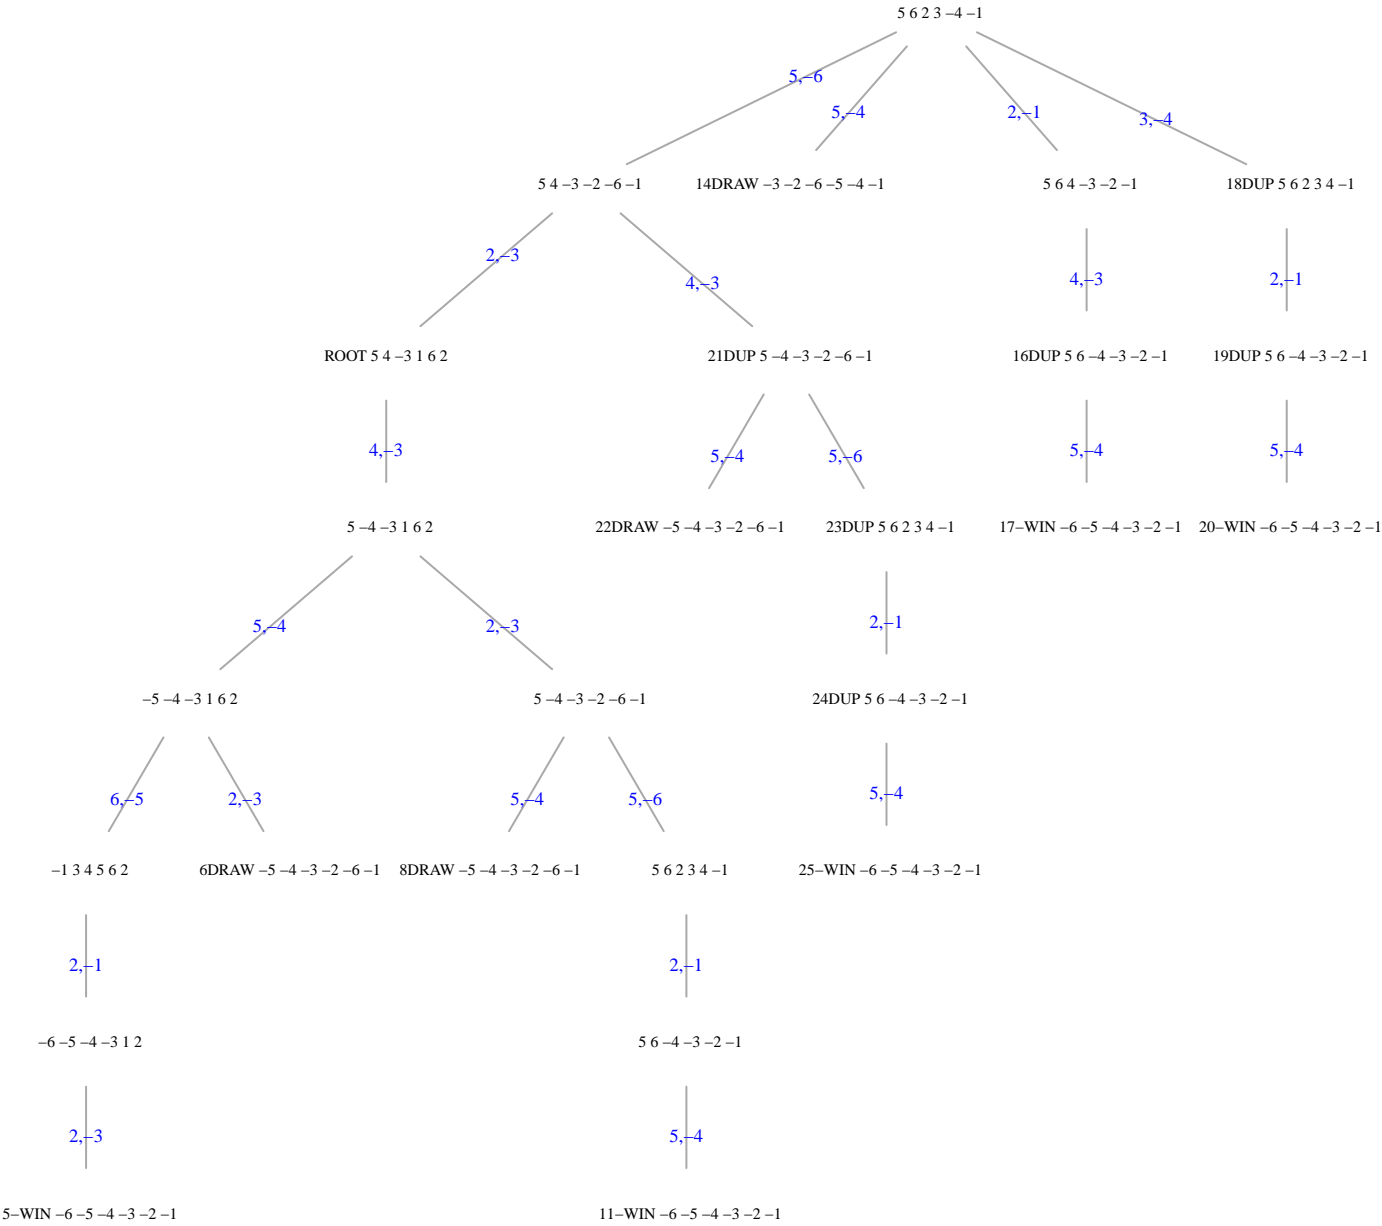 5 6 2 3 −4 −1
5,−6
5,−4
2,−1
3,−4
5 4 −3 −2 −6 −1
14DRAW −3 −2 −6 −5 −4 −1
5 6 4 −3 −2 −1
18DUP 5 6 2 3 4 −1
2,−3
4,−3
4,−3
2,−1
ROOT 5 4 −3 1 6 2
21DUP 5 −4 −3 −2 −6 −1
16DUP 5 6 −4 −3 −2 −1
19DUP 5 6 −4 −3 −2 −1
4,−3
5,−4
5,−6
5,−4
5,−4
5 −4 −3 1 6 2
22DRAW −5 −4 −3 −2 −6 −1
23DUP 5 6 2 3 4 −1
17−WIN −6 −5 −4 −3 −2 −1
20−WIN −6 −5 −4 −3 −2 −1
5,−4
2,−3
2,−1
−5 −4 −3 1 6 2
5 −4 −3 −2 −6 −1
24DUP 5 6 −4 −3 −2 −1
6,−5
2,−3
5,−4
5,−6
5,−4
−1 3 4 5 6 2
6DRAW −5 −4 −3 −2 −6 −1
8DRAW −5 −4 −3 −2 −6 −1
5 6 2 3 4 −1
25−WIN −6 −5 −4 −3 −2 −1
2,−1
2,−1
−6 −5 −4 −3 1 2
5 6 −4 −3 −2 −1
2,−3
5,−4
5−WIN −6 −5 −4 −3 −2 −1
11−WIN −6 −5 −4 −3 −2 −1